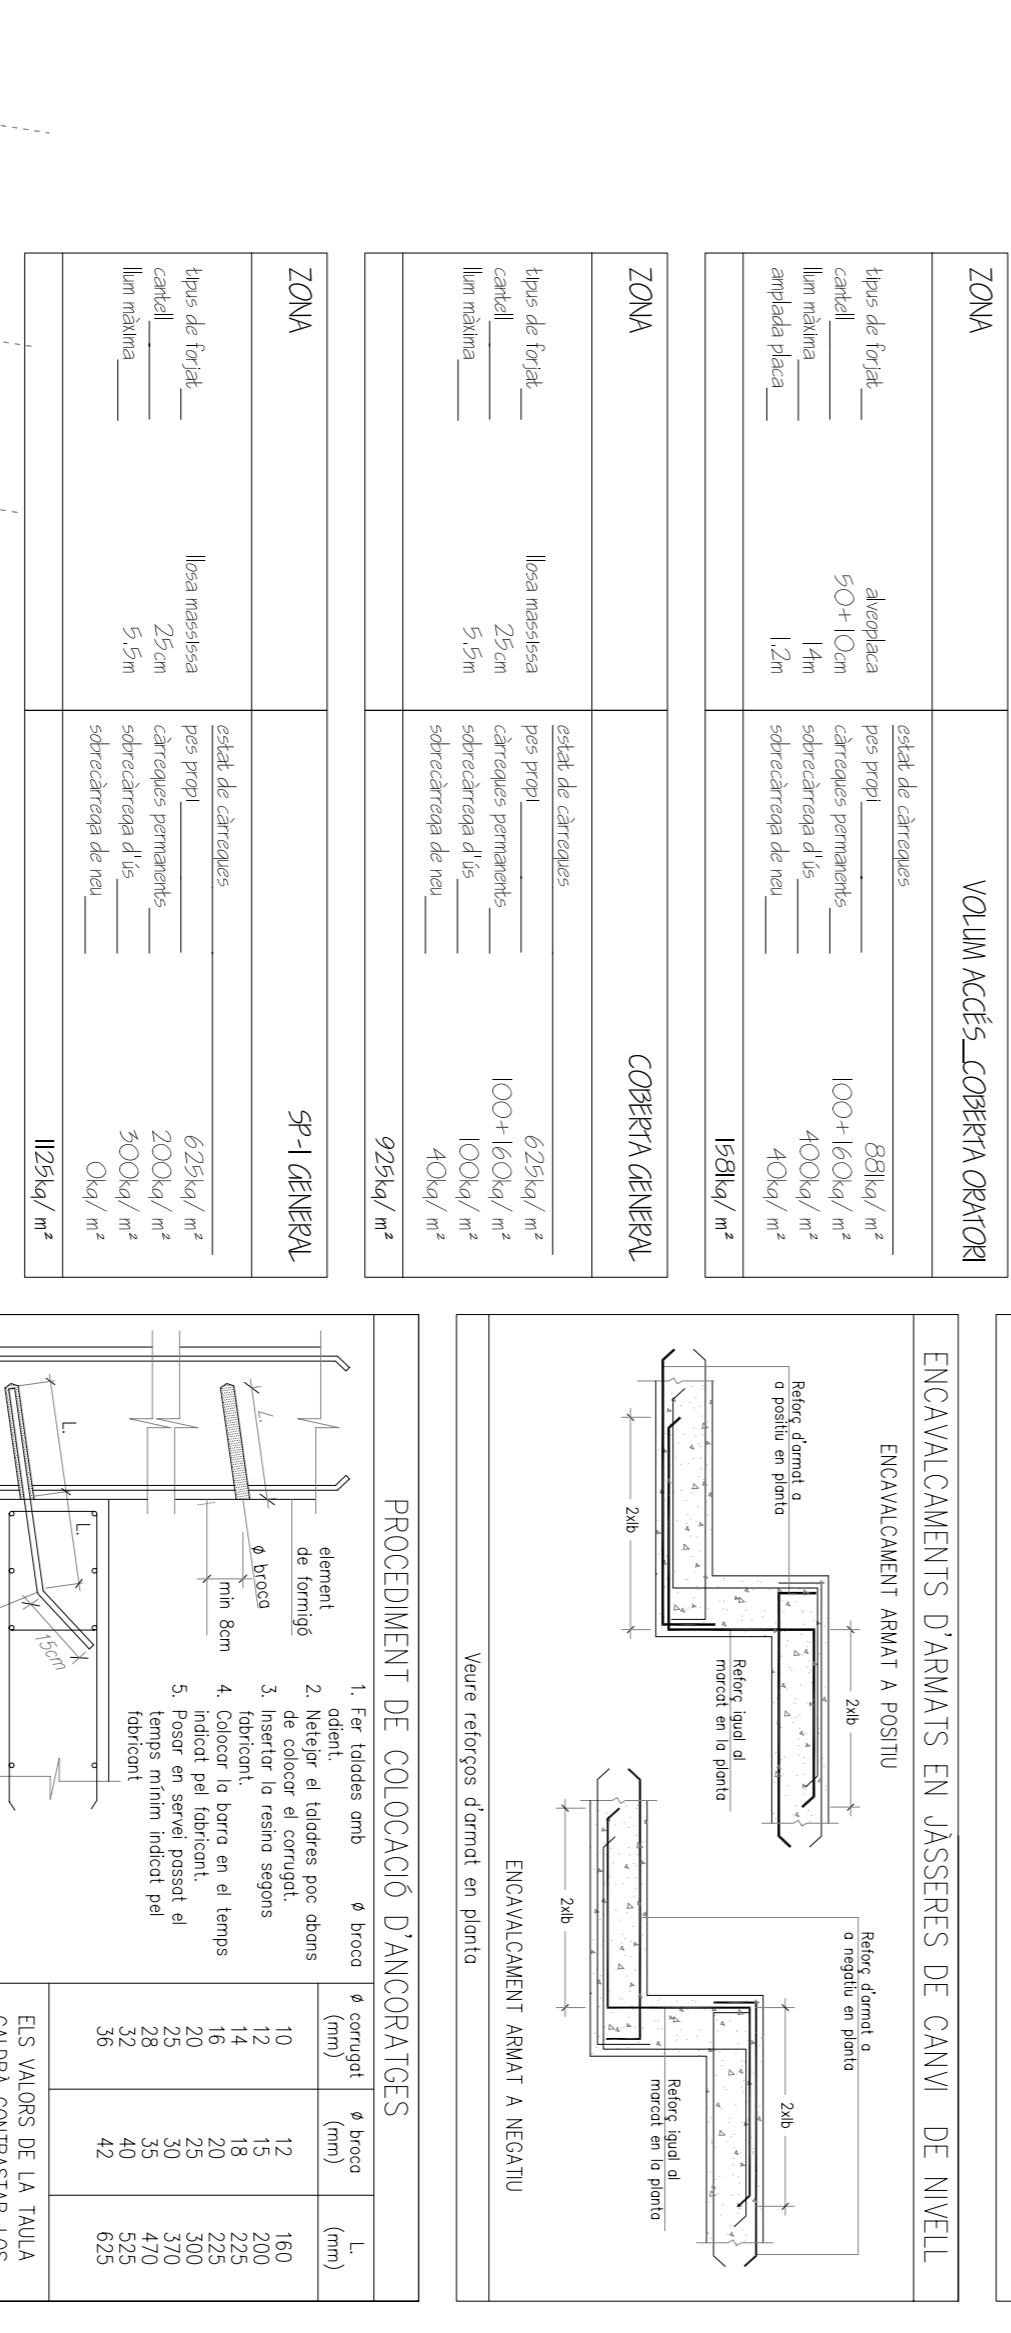 ZONA
VOLUM ACCÉS_COBERTA ORATORI
tipus de forjat
alveoplaca
cantell
50+10cm
llum màxima
14m
amplada placa
1.2m
estat de càrregues
pes propi
881kg/m²
càrregues permanents
100+160kg/m²
sobrecàrrega d'ús
400kg/m²
sobrecàrrega de neu
40kg/m²
1581kg/m²
ZONA
COBERTA GENERAL
tipus de forjat
llosa massissa
cantell
25cm
llum màxima
5.5m
estat de càrregues
pes propi
625kg/m²
càrregues permanents
100+160kg/m²
sobrecàrrega d'ús
100kg/m²
sobrecàrrega de neu
40kg/m²
925kg/m²
ZONA
SP-1 GENERAL
tipus de forjat
llosa massissa
cantell
25cm
llum màxima
5.5m
estat de càrregues
pes propi
625kg/m²
càrregues permanents
200kg/m²
sobrecàrrega d'ús
300kg/m²
sobrecàrrega de neu
0kg/m²
1125kg/m²
ENCAVALCAMENTS D'ARMATS EN JÀSSERES DE CANVI DE NIVELL
ENCAVALCAMENT ARMAT A POSITIU
Reforç d'armat a
a positiu en planta
2xlb
Reforç igual al
marcat en la planta
2xlb
Reforç d'armat a
a negatiu en planta
2xlb
Reforç igual al
marcat en la planta
2xlb
ENCAVALCAMENT ARMAT A NEGATIU
Veure reforços d'armat en planta
PROCEDIMENT DE COLOCACIÓ D'ANCORATGES
element
de formigó
ø broca
min 8cm
L.
L.
L.
15cm
1. Fer talades amb ø broca
adient.
2. Netejar el taladres poc abans
de colocar el corrugat.
3. Insertar la resina segons
fabricant.
4. Colocar la barra en el temps
indicat pel fabricant.
5. Posar en servei passat el
temps mínim indicat pel
fabricant
ø corrugat (mm) ø broca (mm) L. (mm)
10 12 160
12 15 200
14 18 225
16 20 225
20 25 300
25 30 370
28 35 470
32 40 525
36 42 625
ELS VALORS DE LA TAULA